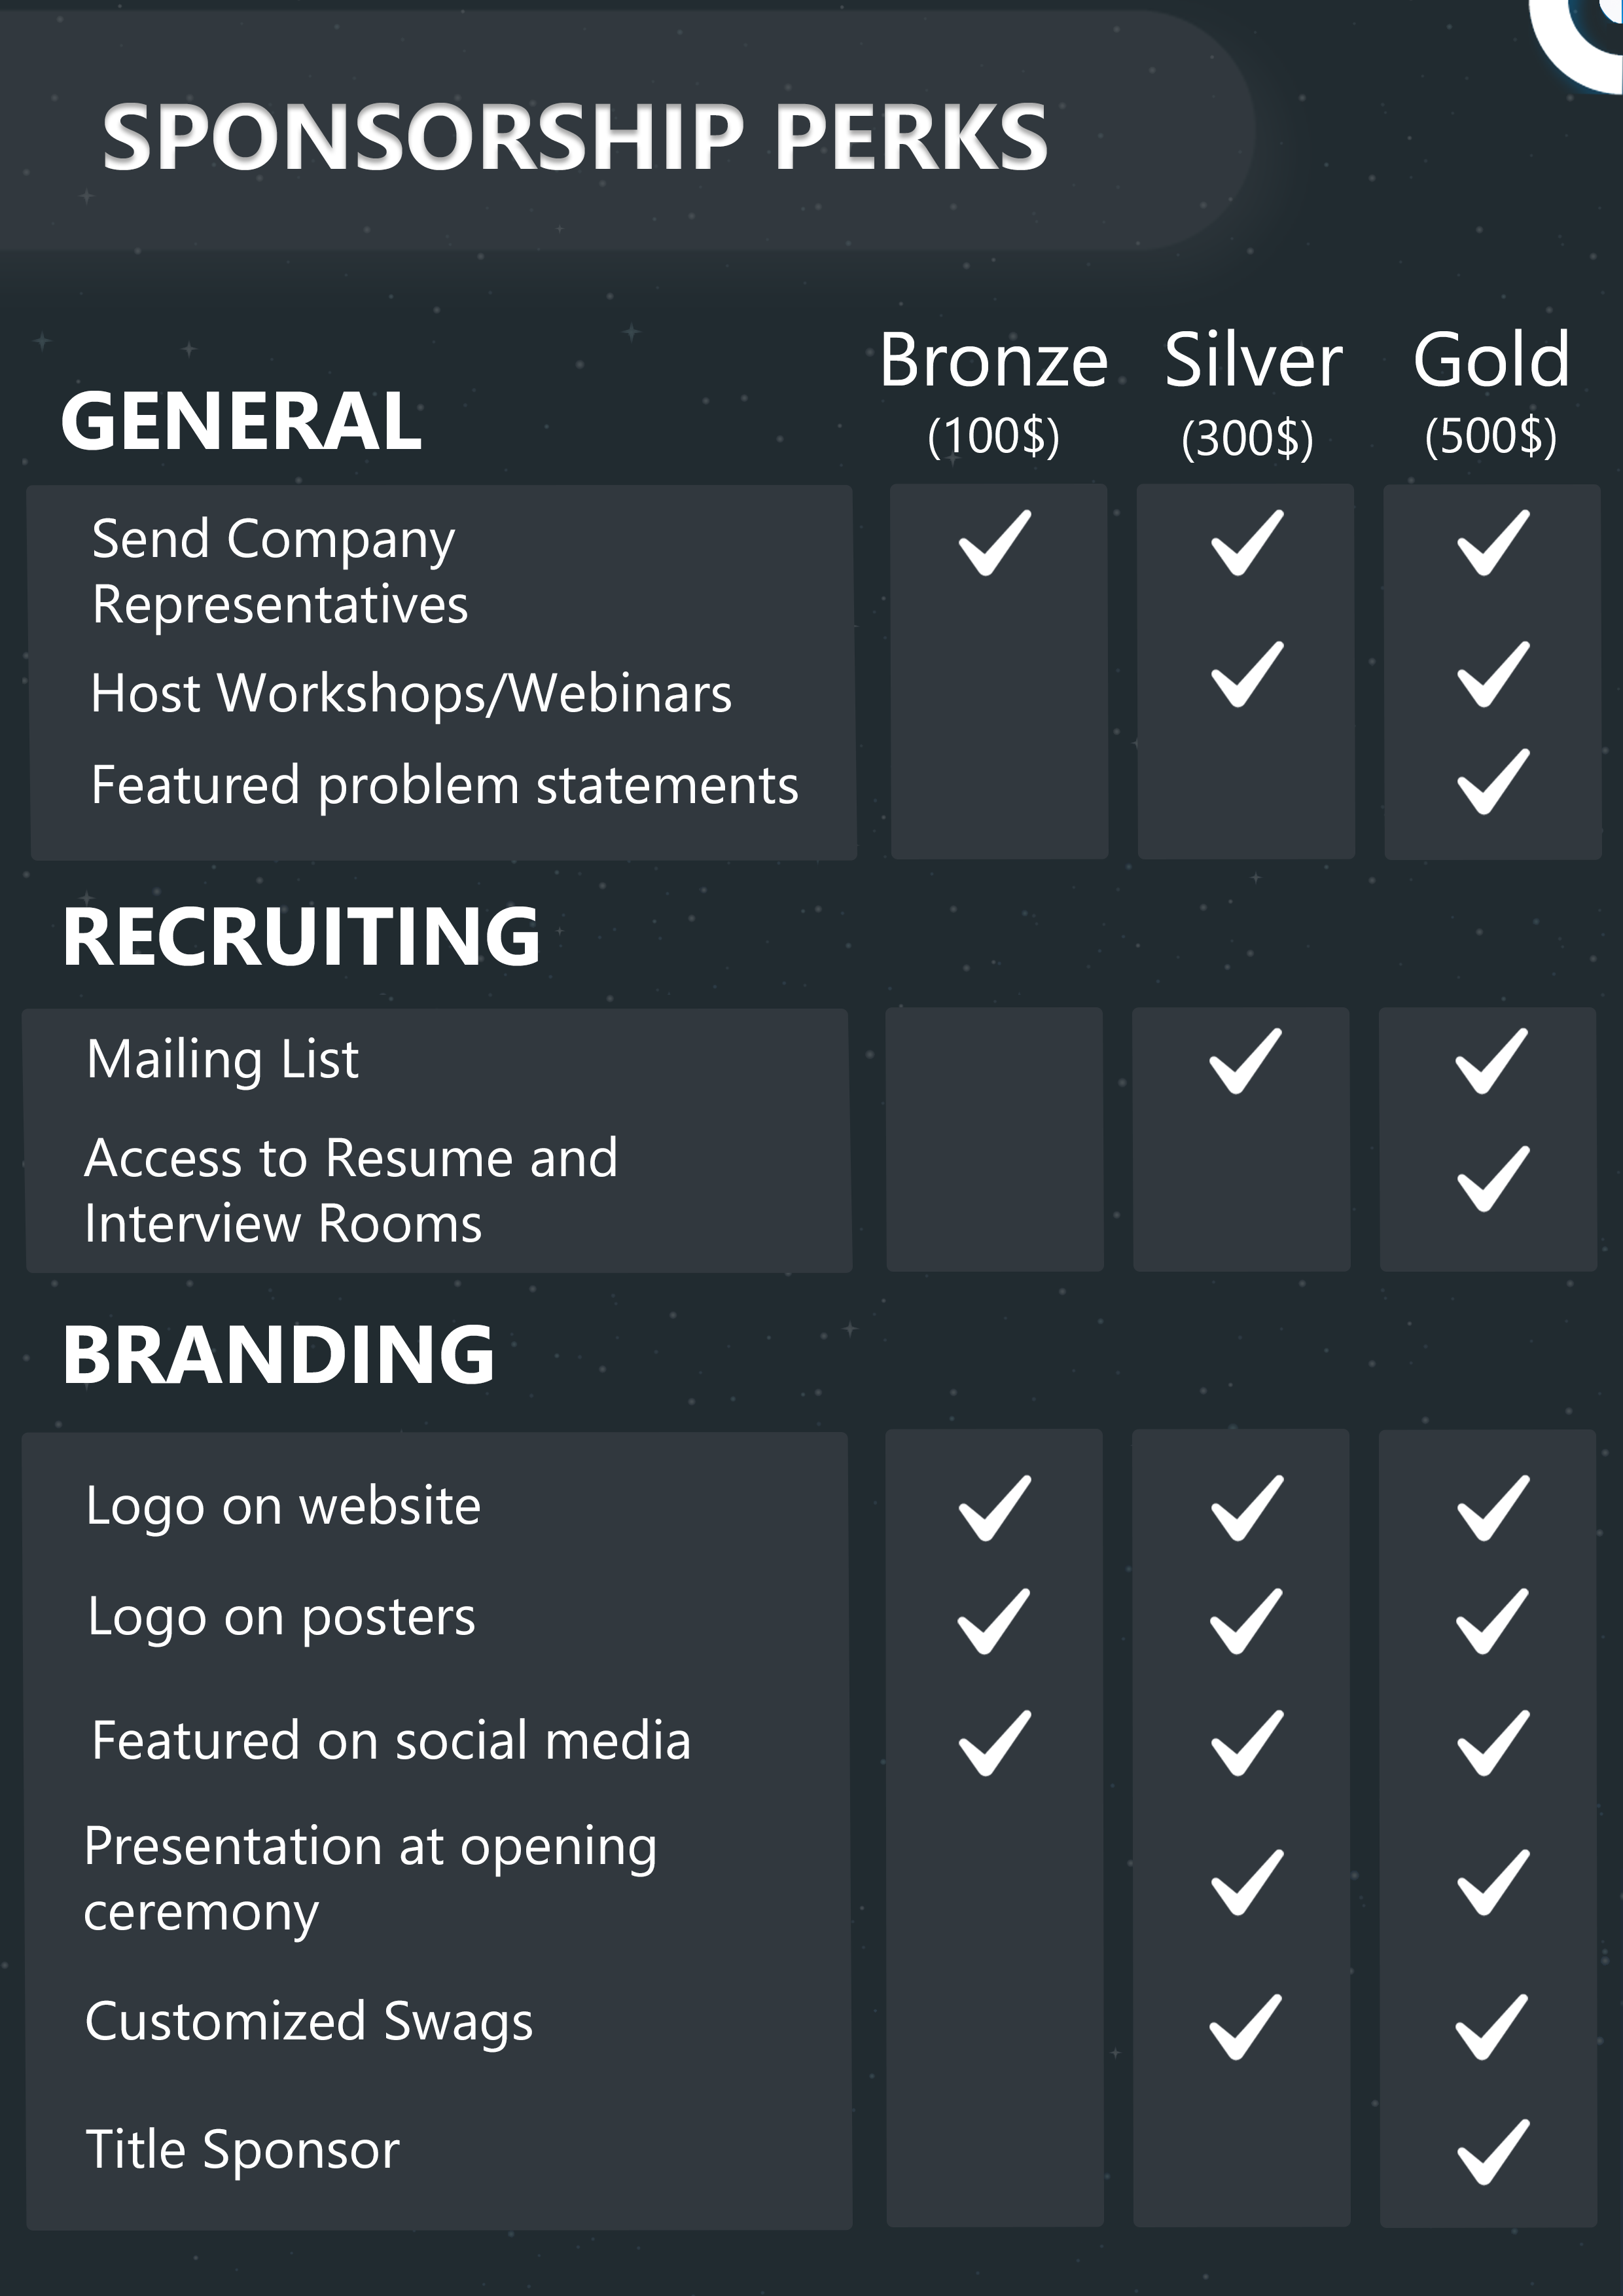 SPONSORSHIP PERKS
Bronze Silver Gold
(100$) (300$) (500$)
GENERAL
Send Company
Representatives
Host Workshops/Webinars
Featured problem statements
RECRUITING
Mailing List
Access to Resume and
Interview Rooms
BRANDING
Logo on website
Logo on posters
Featured on social media
Presentation at opening
ceremony
Customized Swags
Title Sponsor